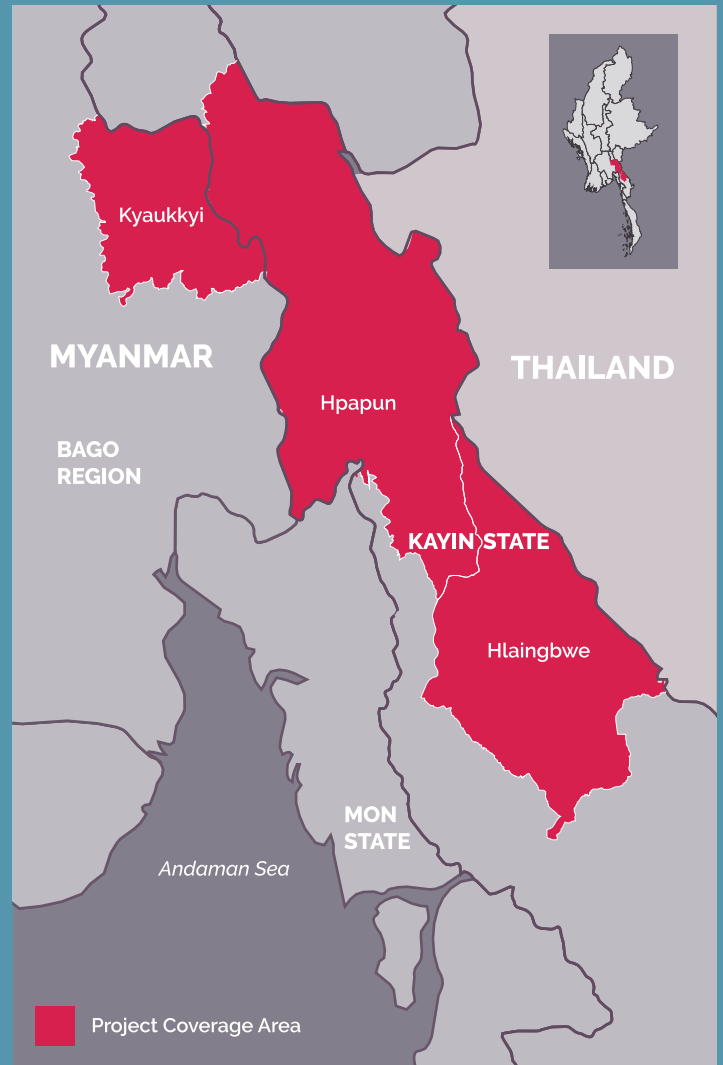 Kyaukkyi
MYANMAR
THAILAND
Hpapun
BAGO
REGION
KAYIN STATE
Hlaingbwe
MON
STATE
Andaman Sea
Project Coverage Area